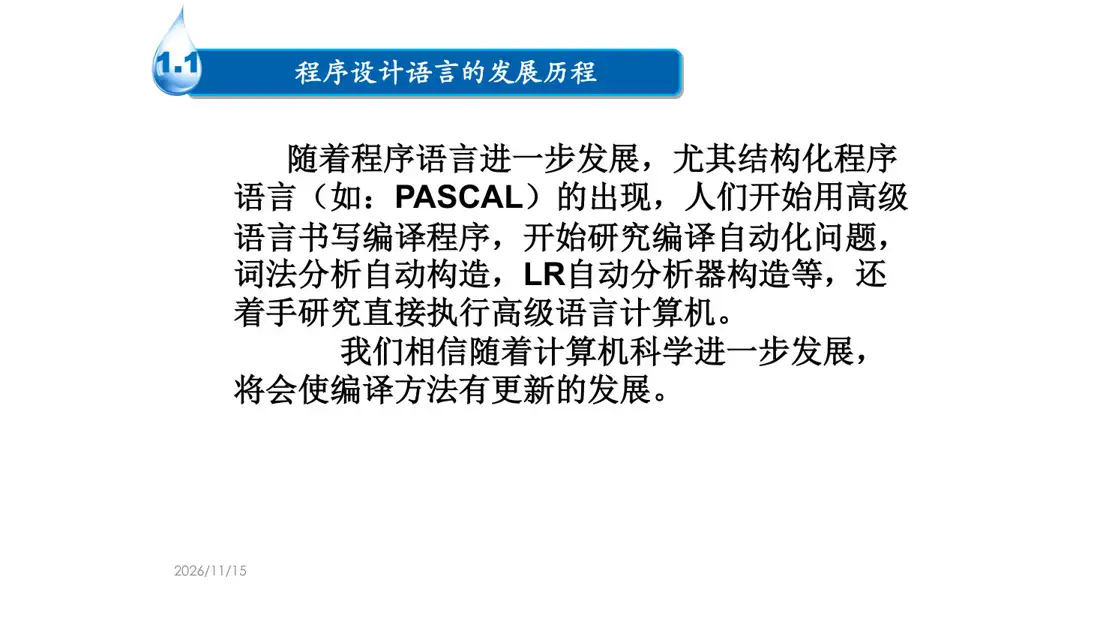 1.1
程序设计语言的发展历程
随着程序语言进一步发展，尤其结构化程序
语言（如：PASCAL）的出现，人们开始用高级
语言书写编译程序，开始研究编译自动化问题，
词法分析自动构造，LR自动分析器构造等，还
着手研究直接执行高级语言计算机。
我们相信随着计算机科学进一步发展，
将会使编译方法有更新的发展。
2026/11/15